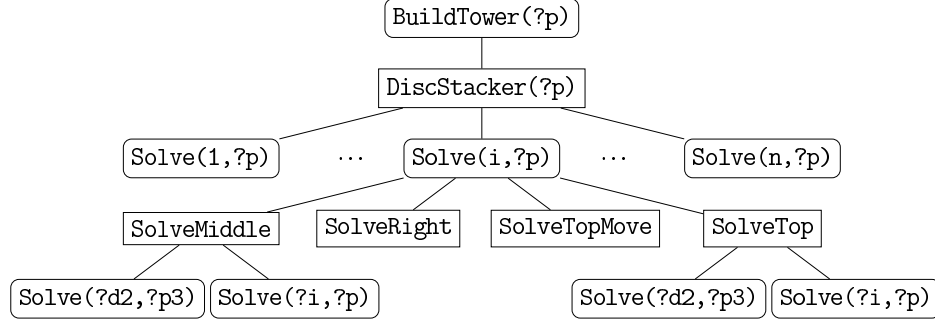 BuildTower(?p)
DiscStacker(?p)
Solve(1,?p) ... Solve(i,?p) ... Solve(n,?p)
SolveMiddle SolveRight SolveTopMove SolveTop
Solve(?d2,?p3) Solve(?i,?p) Solve(?d2,?p3) Solve(?i,?p)